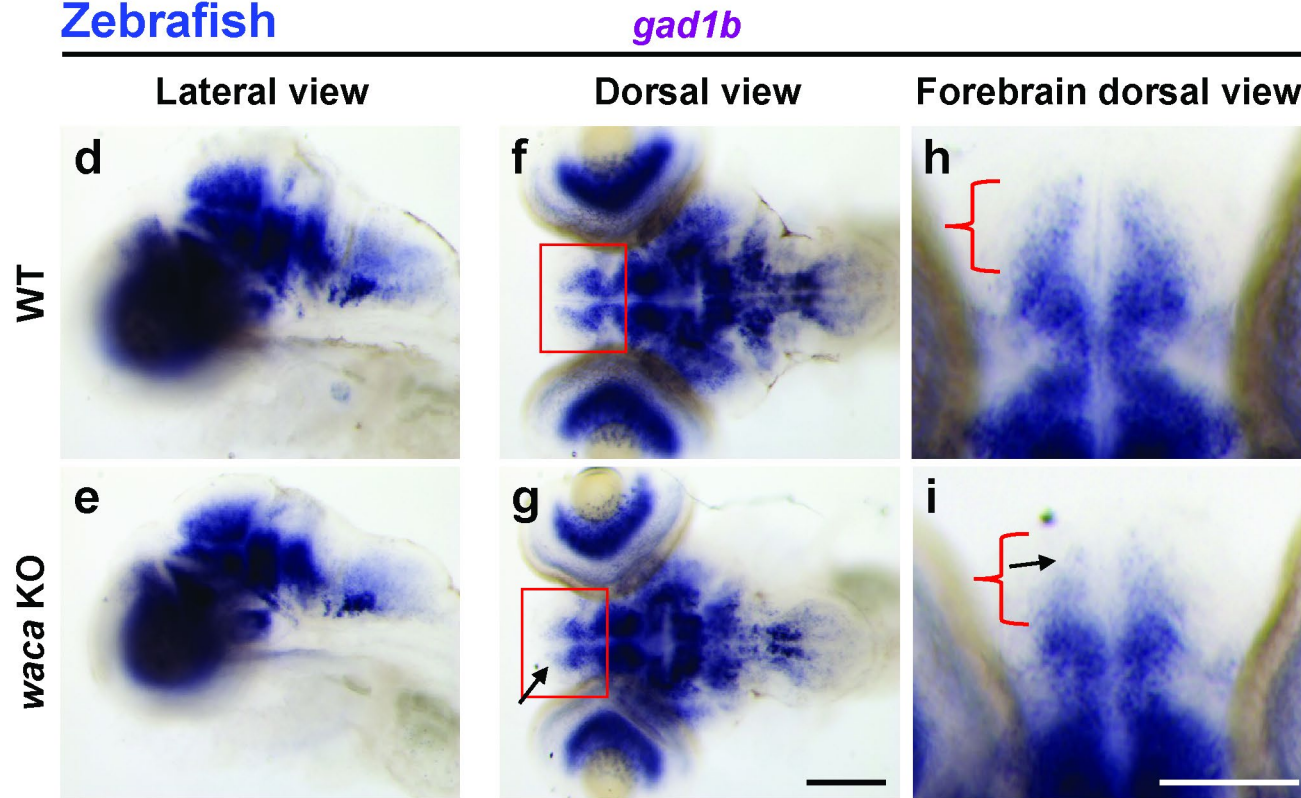 Zebrafish gad1b
Lateral view Dorsal view Forebrain dorsal view
WT
d f h
waca KO
e g i